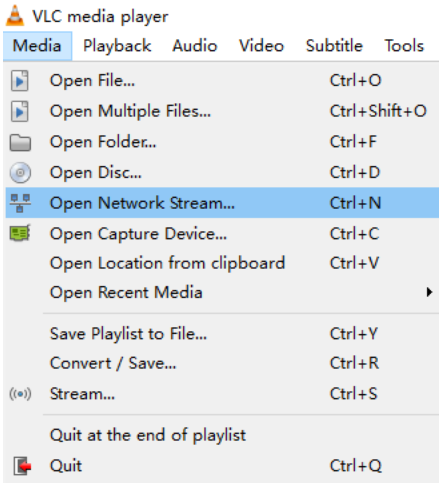 VLC media player
Media Playback Audio Video Subtitle Tools
Open File... Ctrl+O
Open Multiple Files... Ctrl+Shift+O
Open Folder... Ctrl+F
Open Disc... Ctrl+D
Open Network Stream... Ctrl+N
Open Capture Device... Ctrl+C
Open Location from clipboard Ctrl+V
Open Recent Media
Save Playlist to File... Ctrl+Y
Convert / Save... Ctrl+R
Stream... Ctrl+S
Quit at the end of playlist
Quit Ctrl+Q